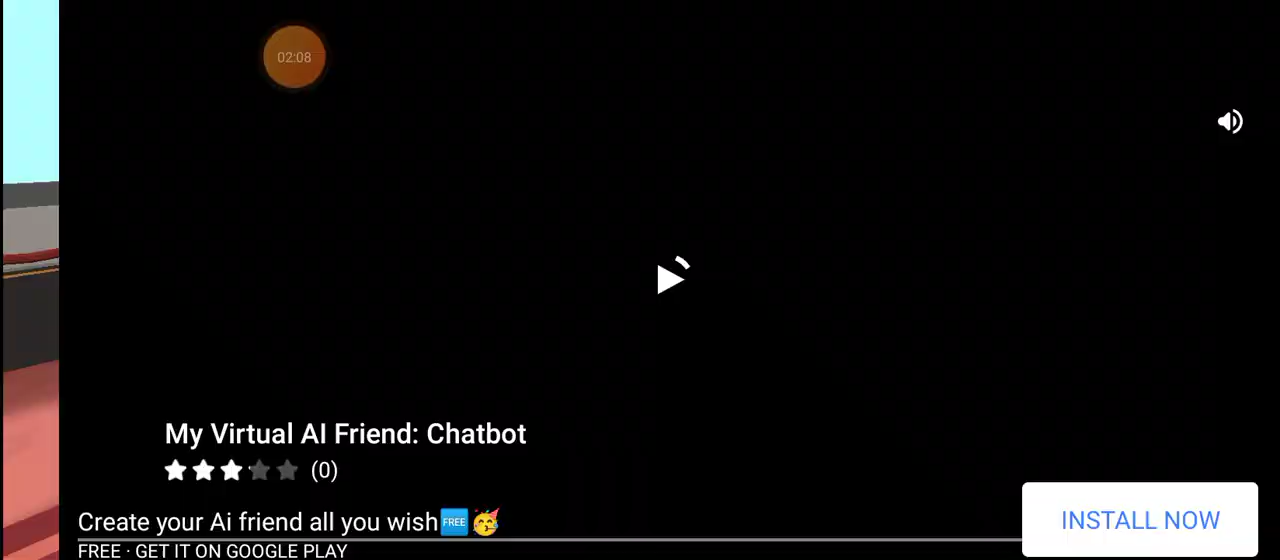 02:08
My Virtual AI Friend: Chatbot
(0)
Create your Ai friend all you wish🆓🥳
INSTALL NOW
FREE · GET IT ON GOOGLE PLAY